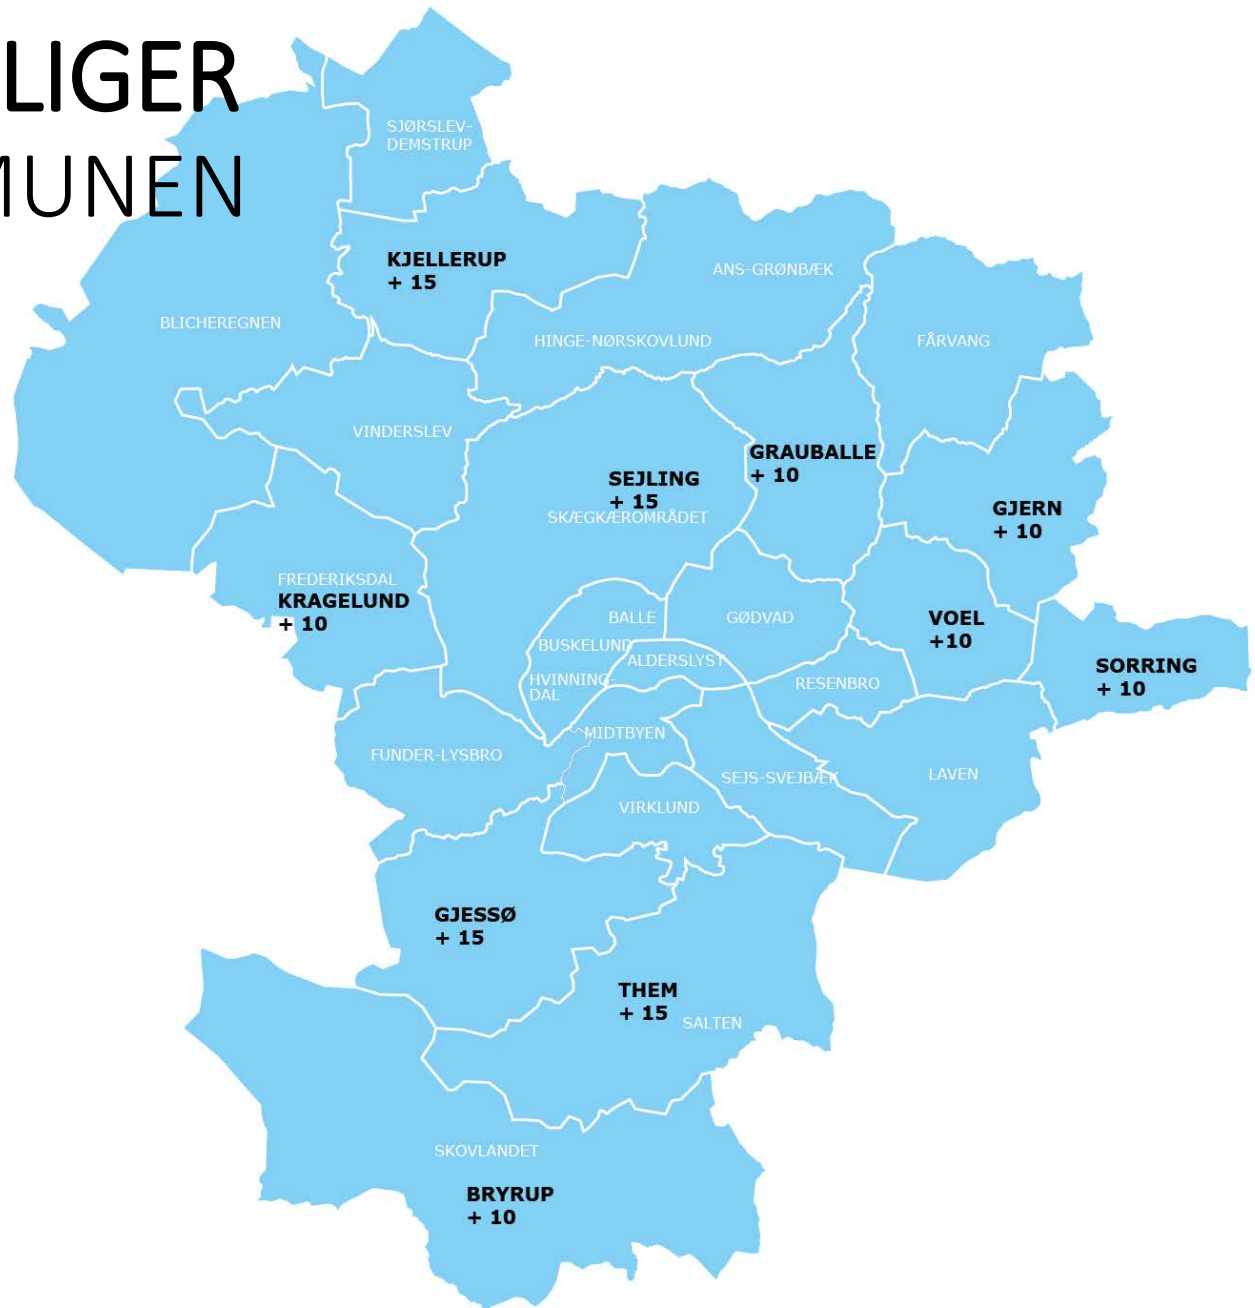 LIGER
MUNEN
SJØRSLEV-
DEMSTRUP
KJELLERUP
+ 15
ANS-GRØNBÆK
BLICHEREGNEN
HINGE-NØRSKOVLUND
FÅRVANG
VINDERSLEV
GRAUBALLE
+ 10
SEJLING
+ 15
SKÆGKÆROMRÅDET
GJERN
+ 10
FREDERIKSDAL
KRAGELUND
+ 10
BALLE
GØDVAD
VOEL
+10
BUSKELUND
ALDERSLYST
SORRING
+ 10
HVINNING-
DAL
RESENBRO
MIDTBYEN
FUNDER-LYSBRO
SEJS-SVEJBÆK
LAVEN
VIRKLUND
GJESSØ
+ 15
THEM
+ 15
SALTEN
SKOVLANDET
BRYRUP
+ 10